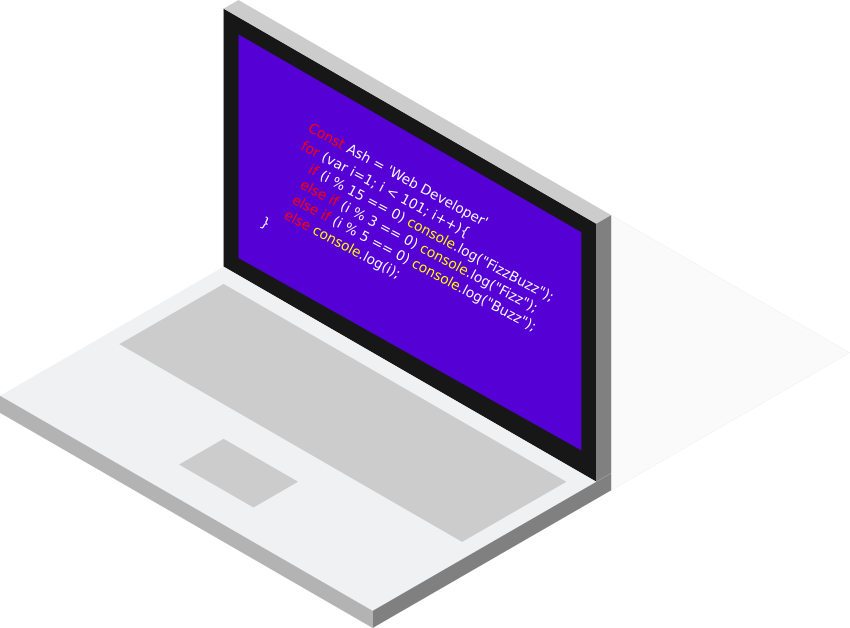 Const Ash = 'Web Developer'
for (var i=1; i < 101; i++){
if (i % 15 == 0) console.log("FizzBuzz");
else if (i % 3 == 0) console.log("Fizz");
else if (i % 5 == 0) console.log("Buzz");
else console.log(i);
}